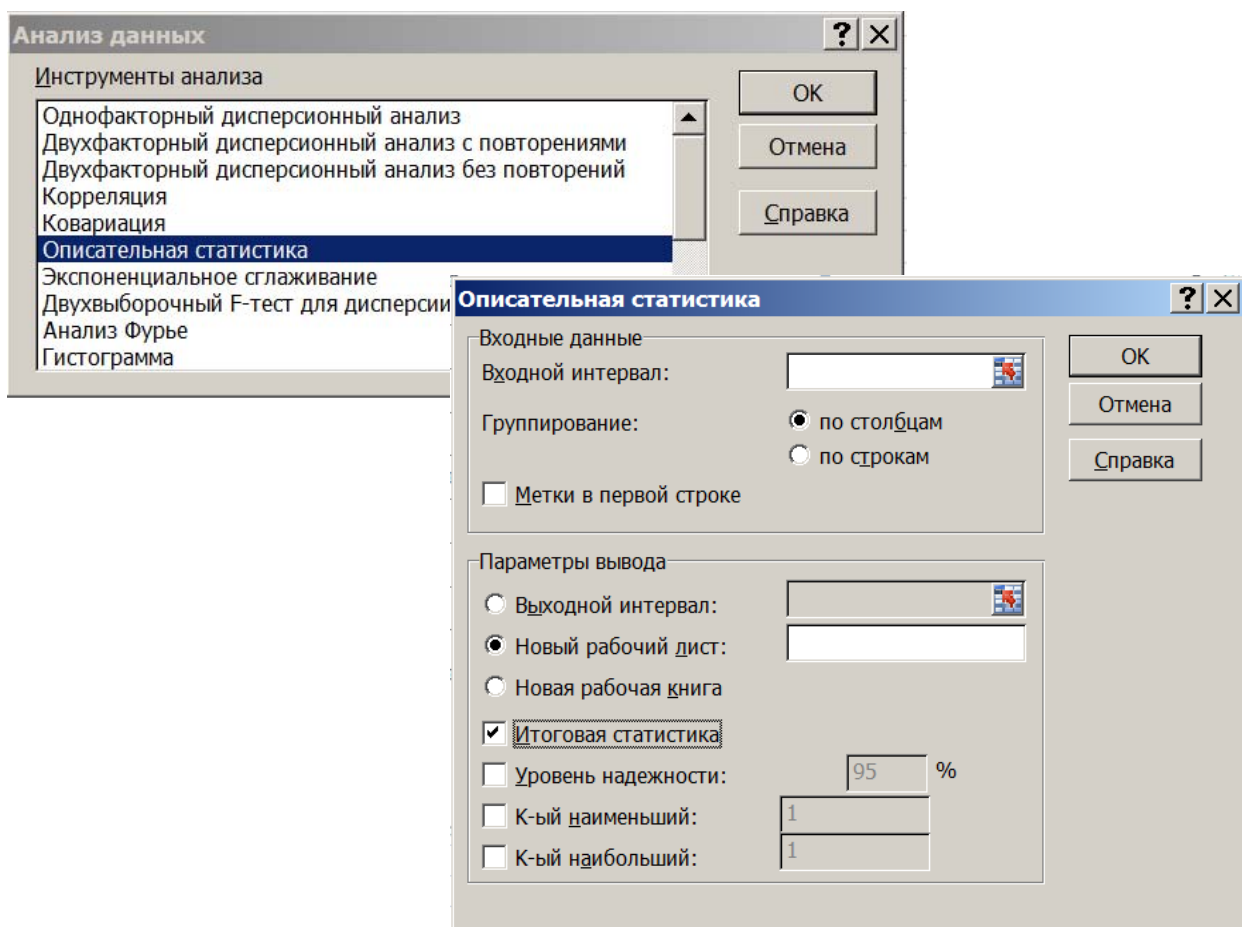 Анализ данных
Инструменты анализа
Однофакторный дисперсионный анализ
Двухфакторный дисперсионный анализ с повторениями
Двухфакторный дисперсионный анализ без повторений
Корреляция
Ковариация
Описательная статистика
Экспоненциальное сглаживание
Двухвыборочный F-тест для дисперсии
Анализ Фурье
Гистограмма
OK
Отмена
Справка
Описательная статистика
Входные данные
Входной интервал:
Группирование:
по столбцам
по строкам
Метки в первой строке
OK
Отмена
Справка
Параметры вывода
Выходной интервал:
Новый рабочий лист:
Новая рабочая книга
Итоговая статистика
Уровень надежности: 95 %
К-ый наименьший: 1
К-ый наибольший: 1